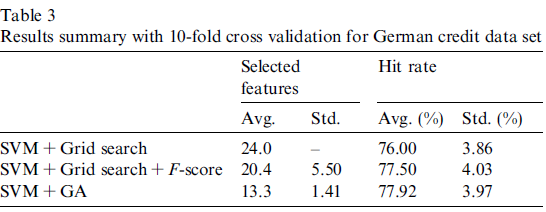 Table 3
Results summary with 10-fold cross validation for German credit data set
Selected features Hit rate
Avg. Std. Avg. (%) Std. (%)
SVM + Grid search 24.0 – 76.00 3.86
SVM + Grid search + F-score 20.4 5.50 77.50 4.03
SVM + GA 13.3 1.41 77.92 3.97